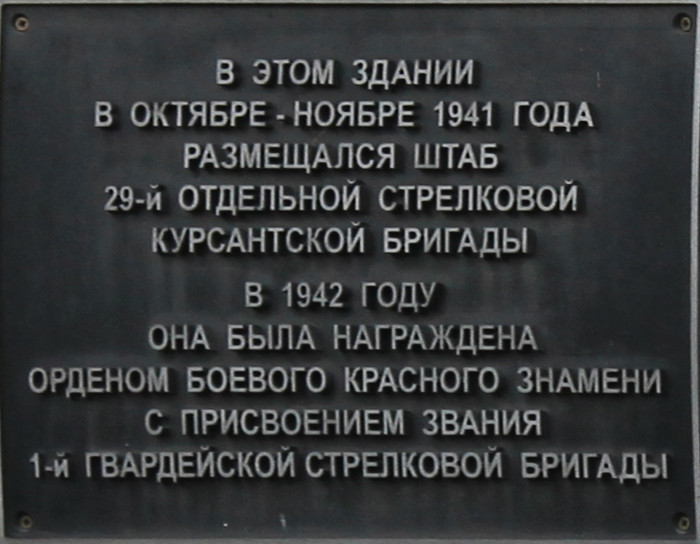 В ЭТОМ ЗДАНИИ
В ОКТЯБРЕ - НОЯБРЕ 1941 ГОДА
РАЗМЕЩАЛСЯ ШТАБ
29-й ОТДЕЛЬНОЙ СТРЕЛКОВОЙ
КУРСАНТСКОЙ БРИГАДЫ
В 1942 ГОДУ
ОНА БЫЛА НАГРАЖДЕНА
ОРДЕНОМ БОЕВОГО КРАСНОГО ЗНАМЕНИ
С ПРИСВОЕНИЕМ ЗВАНИЯ
1-й ГВАРДЕЙСКОЙ СТРЕЛКОВОЙ БРИГАДЫ